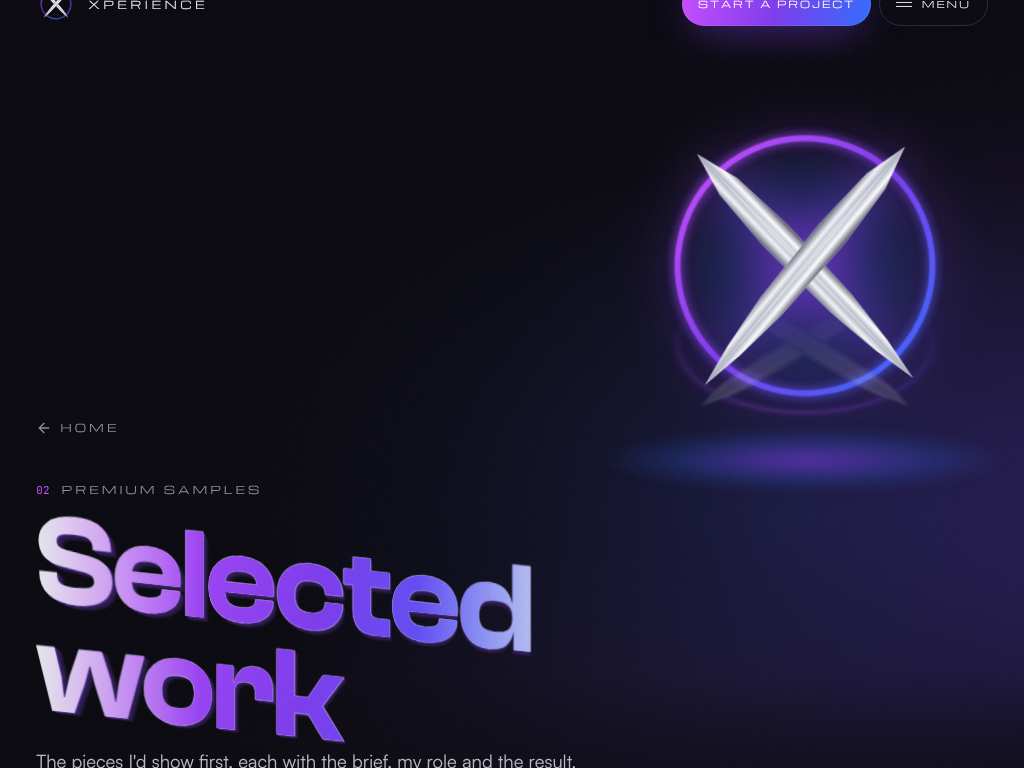 XPERIENCE
START A PROJECT
MENU
HOME
02 PREMIUM SAMPLES
Selected
work
The pieces I'd show first, each with the brief, my role and the result.